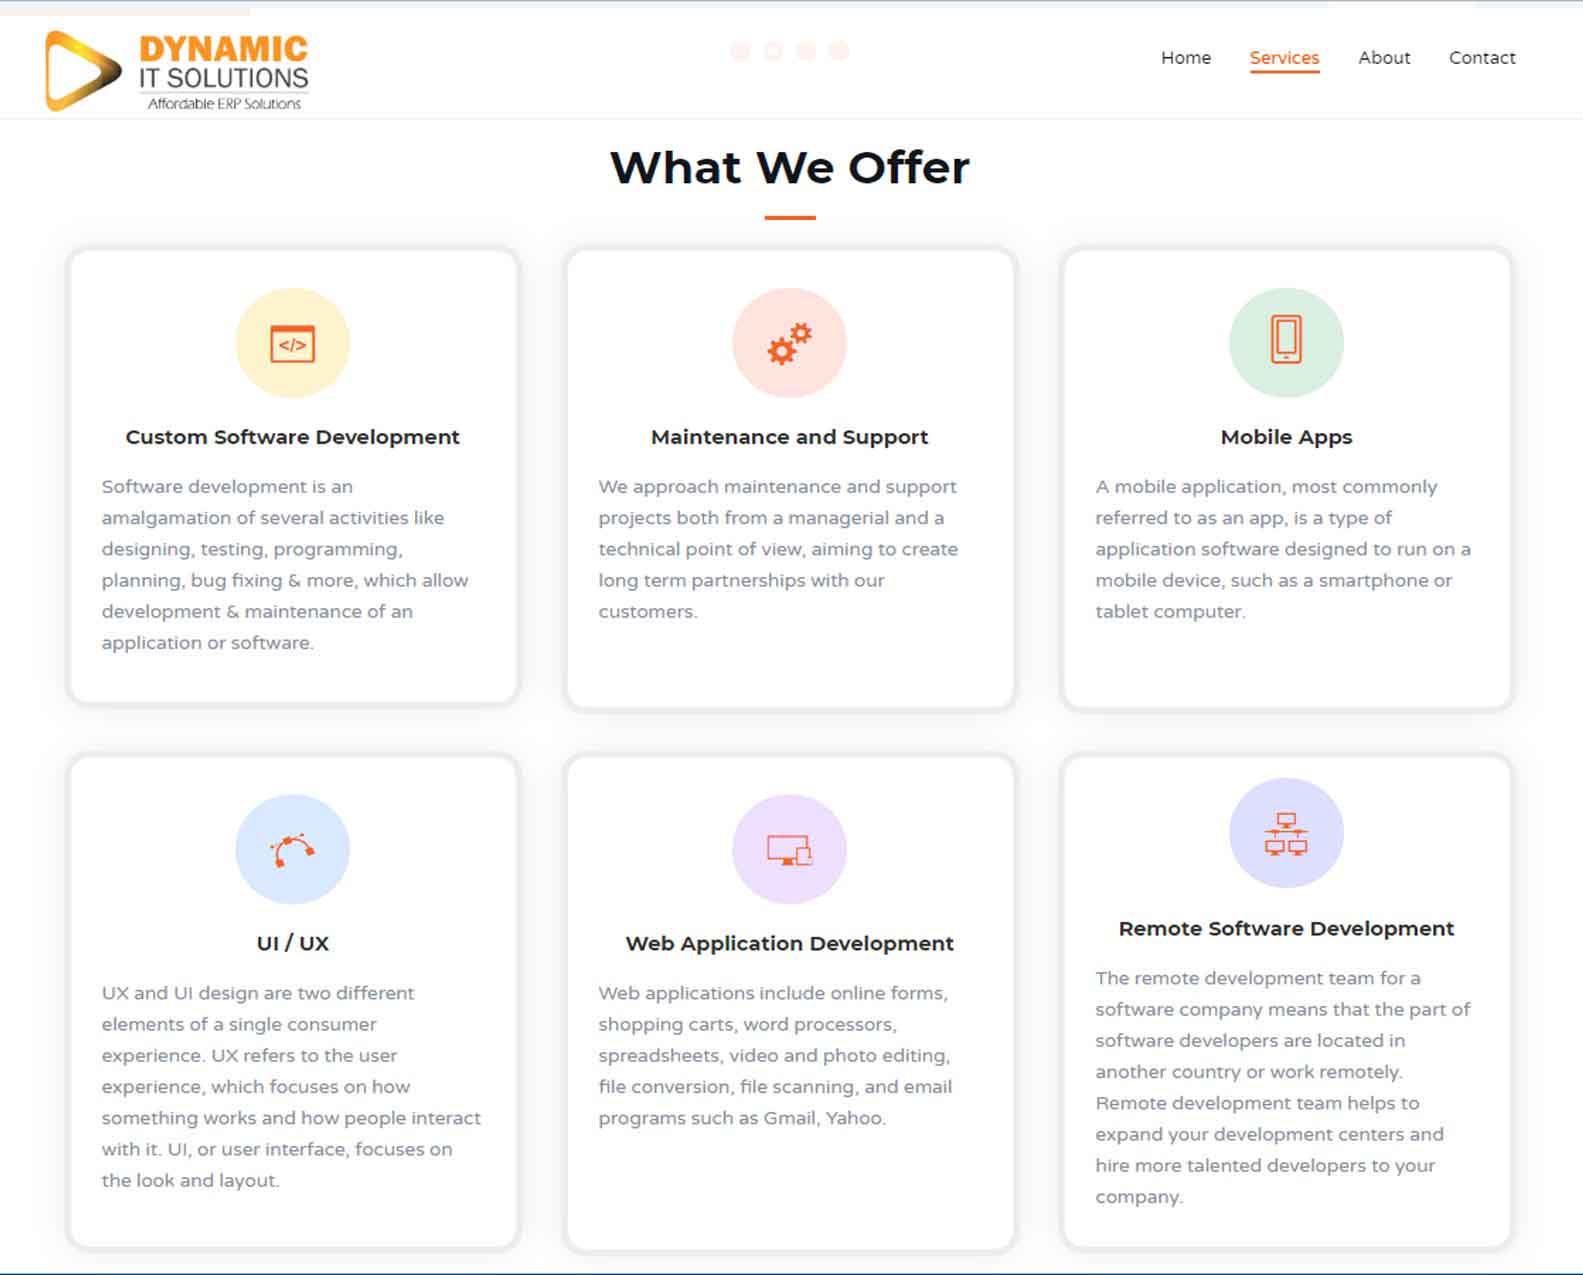 DYNAMIC
IT SOLUTIONS
Affordable ERP Solutions
Home Services About Contact
What We Offer
</>
Custom Software Development
Software development is an
amalgamation of several activities like
designing, testing, programming,
planning, bug fixing & more, which allow
development & maintenance of an
application or software.
Maintenance and Support
We approach maintenance and support
projects both from a managerial and a
technical point of view, aiming to create
long term partnerships with our
customers.
Mobile Apps
A mobile application, most commonly
referred to as an app, is a type of
application software designed to run on a
mobile device, such as a smartphone or
tablet computer.
UI / UX
UX and UI design are two different
elements of a single consumer
experience. UX refers to the user
experience, which focuses on how
something works and how people interact
with it. UI, or user interface, focuses on
the look and layout.
Web Application Development
Web applications include online forms,
shopping carts, word processors,
spreadsheets, video and photo editing,
file conversion, file scanning, and email
programs such as Gmail, Yahoo.
Remote Software Development
The remote development team for a
software company means that the part of
software developers are located in
another country or work remotely.
Remote development team helps to
expand your development centers and
hire more talented developers to your
company.